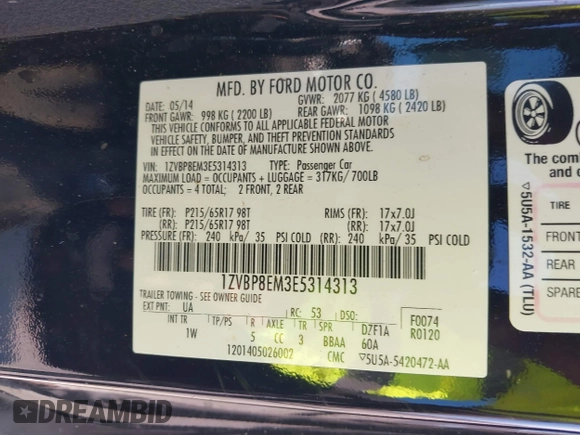 MFD. BY FORD MOTOR CO.
DATE: 05/14 GVWR: 2077 KG ( 4580 LB)
FRONT GAWR: 998 KG ( 2200 LB) REAR GAWR: 1098 KG ( 2420 LB)
THIS VEHICLE CONFORMS TO ALL APPLICABLE FEDERAL MOTOR
VEHICLE SAFETY, BUMPER, AND THEFT PREVENTION STANDARDS
IN EFFECT ON THE DATE OF MANUFACTURE SHOWN ABOVE.
VIN: 1ZVBP8EM3E5314313 TYPE: Passenger Car
MAXIMUM LOAD = OCCUPANTS + LUGGAGE = 317KG/ 700LB
OCCUPANTS = 4 TOTAL; 2 FRONT, 2 REAR
TIRE (FR): P215/65R17 98T RIMS (FR): 17x7.0J
(RR): P215/65R17 98T (RR): 17x7.0J
PRESSURE (FR): 240 kPa/ 35 PSI COLD (RR): 240 kPa/ 35 PSI COLD
1ZVBP8EM3E5314313
TRAILER TOWING - SEE OWNER GUIDE
EXT PNT: UA RC: 53 DSO: F0074
INT TR TP/PS R AXLE TR SPR D7F1A R0120
1W 5 CC 3 BBAA 60A
1201405026002 CMC ▽5U5A-5420472-AA
The com
even
TIRE
FRONT
REAR
SPARE
▽5U5A-1532-AA (TLU)
DREAMBID